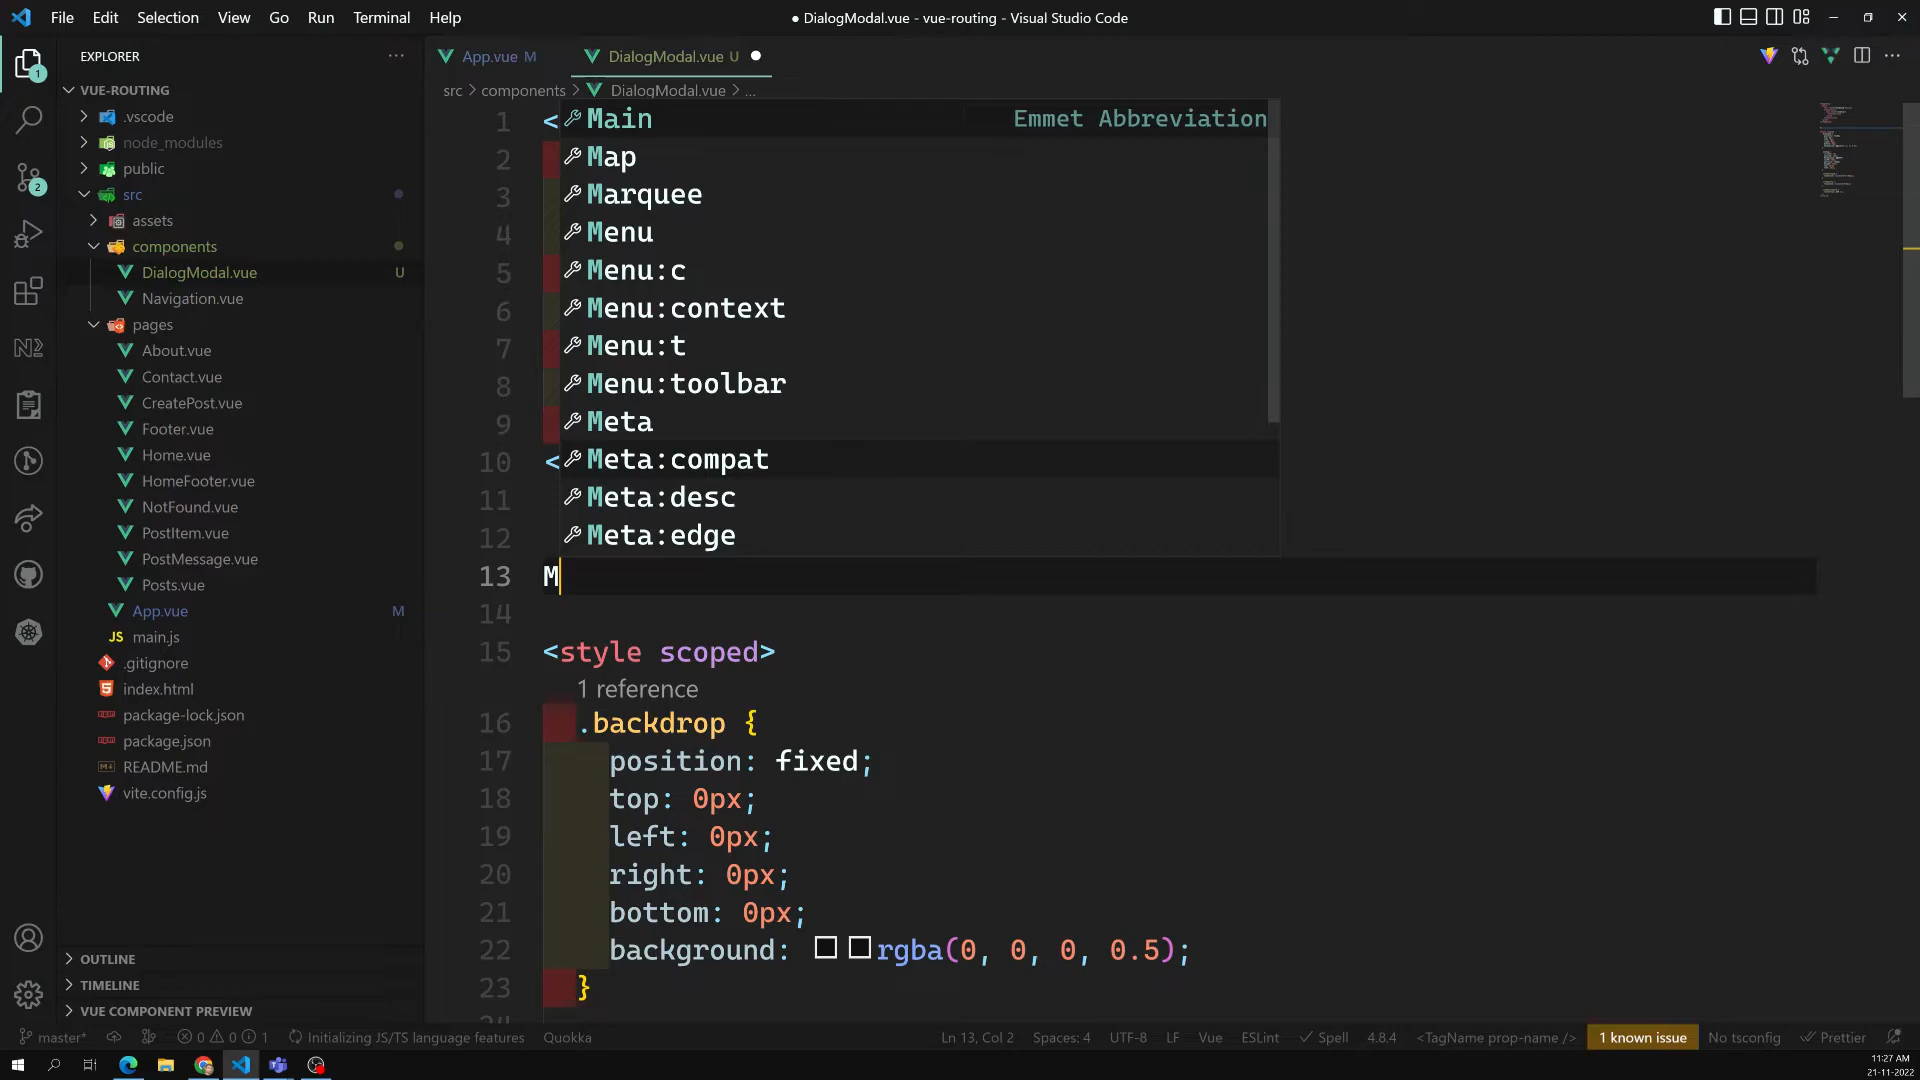 File Edit Selection View Go Run Terminal Help
● DialogModal.vue - vue-routing - Visual Studio Code
EXPLORER
VUE-ROUTING
.vscode
node_modules
public
src
assets
components
DialogModal.vue U
Navigation.vue
pages
About.vue
Contact.vue
CreatePost.vue
Footer.vue
Home.vue
HomeFooter.vue
NotFound.vue
PostItem.vue
PostMessage.vue
Posts.vue
App.vue M
JS main.js
.gitignore
index.html
package-lock.json
package.json
README.md
vite.config.js
OUTLINE
TIMELINE
VUE COMPONENT PREVIEW
1
2
App.vue M
DialogModal.vue U ●
src > components > DialogModal.vue > ...
1 <
2
3
4
5
6
7
8
9
10 <
11
12
Main Emmet Abbreviation
Map
Marquee
Menu
Menu:c
Menu:context
Menu:t
Menu:toolbar
Meta
Meta:compat
Meta:desc
Meta:edge
13 M
14
15 <style scoped>
1 reference
16 .backdrop {
17 position: fixed;
18 top: 0px;
19 left: 0px;
20 right: 0px;
21 bottom: 0px;
22 background: rgba(0, 0, 0, 0.5);
23 }
master* 0 0 1 Initializing JS/TS language features Quokka
Ln 13, Col 2 Spaces: 4 UTF-8 LF Vue ESLint Spell 4.8.4 <TagName prop-name /> 1 known issue No tsconfig Prettier
11:27 AM
21-11-2022